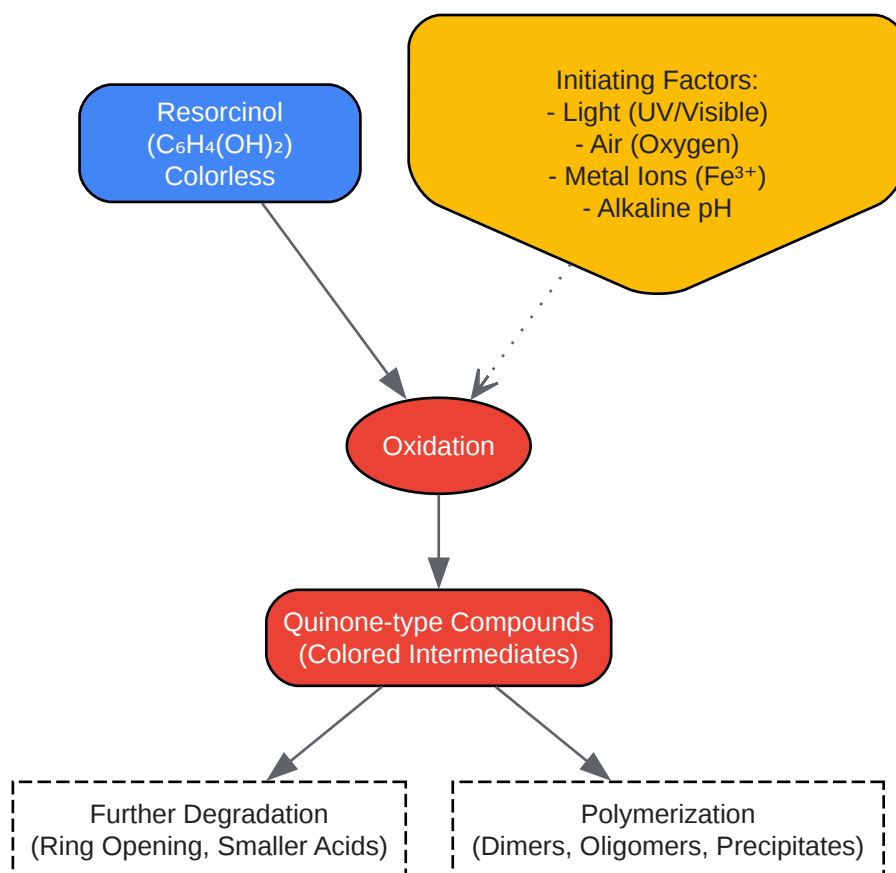 Resorcinol
(C₆H₄(OH)₂)
Colorless
Initiating Factors:
- Light (UV/Visible)
- Air (Oxygen)
- Metal Ions (Fe³⁺)
- Alkaline pH
Oxidation
Quinone-type Compounds
(Colored Intermediates)
Further Degradation
(Ring Opening, Smaller Acids)
Polymerization
(Dimers, Oligomers, Precipitates)